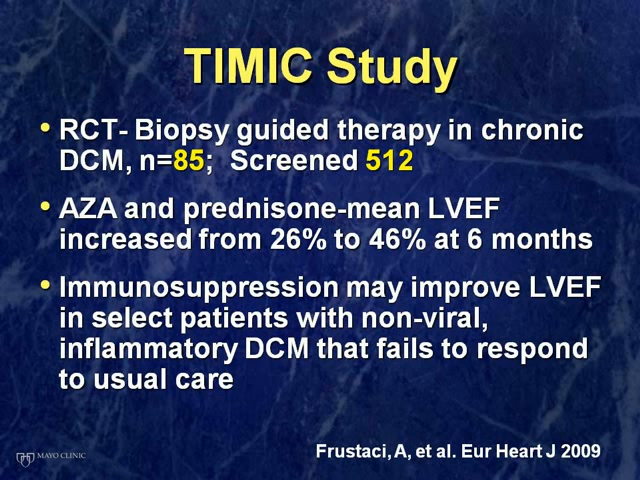 TIMIC Study
• RCT- Biopsy guided therapy in chronic
DCM, n=85;  Screened 512
• AZA and prednisone-mean LVEF
increased from 26% to 46% at 6 months
• Immunosuppression may improve LVEF
in select patients with non-viral,
inflammatory DCM that fails to respond
to usual care
Frustaci, A, et al. Eur Heart J 2009
MAYO CLINIC